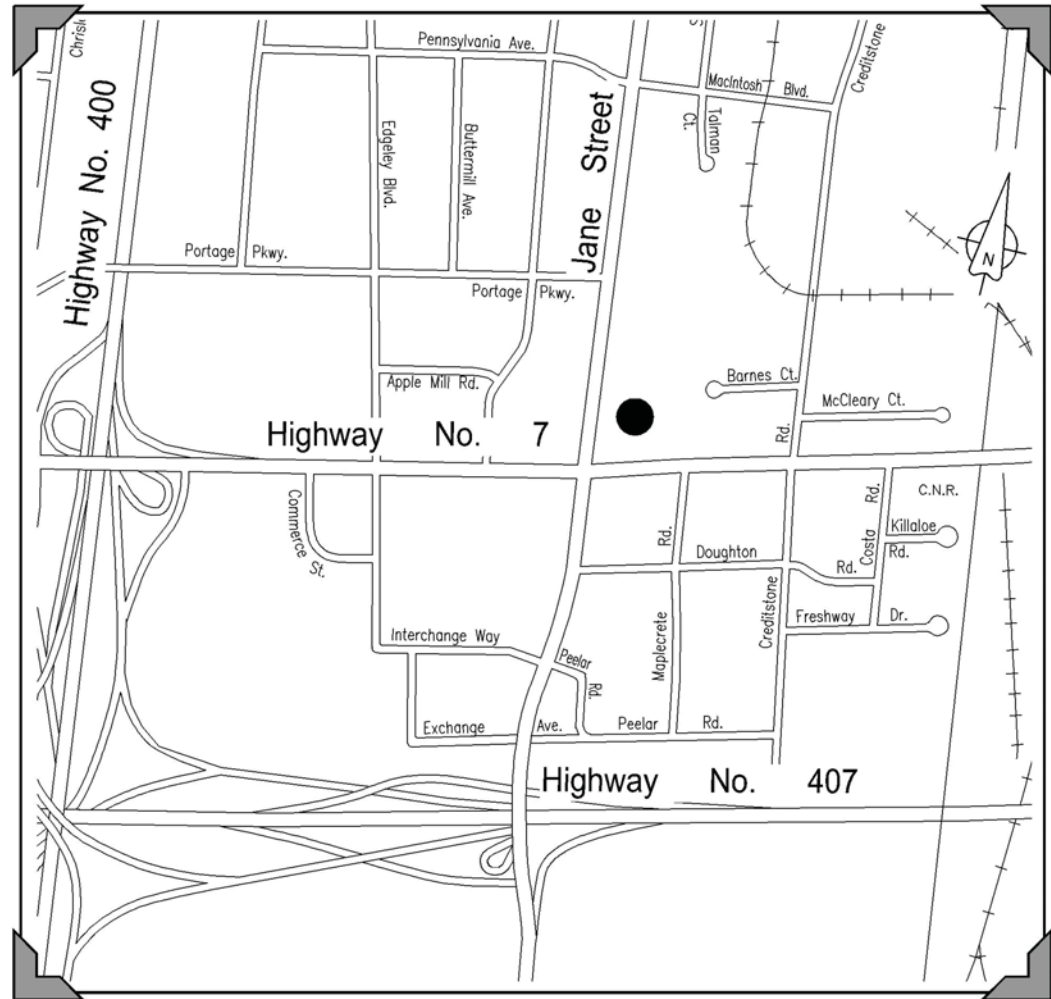 Pennsylvania Ave.
MacIntosh Blvd.
Creditstone
Talman
Ct.
Highway No. 400
Edgeley Blvd.
Buttermill Ave.
Jane Street
Portage Pkwy.
N
Portage Pkwy.
Apple Mill Rd.
Barnes Ct.
McCleary Ct.
Highway No. 7
Rd.
Commerce St.
Rd.
Costa Rd.
C.N.R.
Killaloe
Rd.
Doughton Rd.
Creditstone
Freshway Dr.
Interchange Way
Peelar
Rd.
Maplecrete
Exchange Ave.
Peelar Rd.
Highway No. 407